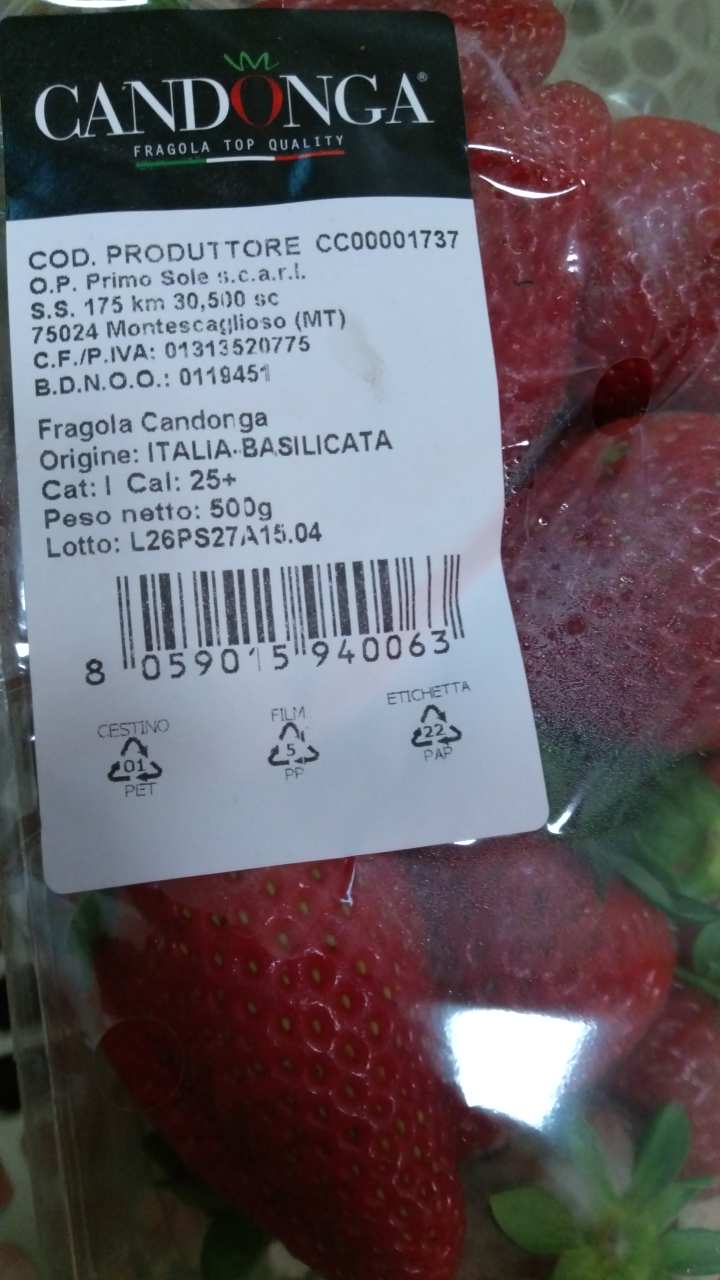 CANDONGA®
FRAGOLA TOP QUALITY
COD. PRODUTTORE CC00001737
O.P. Primo Sole s.c.a.r.l.
S.S. 175 km 30,500 sc
75024 Montescaglioso (MT)
C.F./P.IVA: 01313520775
B.D.N.O.O.: 0119451
Fragola Candonga
Origine: ITALIA-BASILICATA
Cat: I Cal: 25+
Peso netto: 500g
Lotto: L26PS27A15.04
8 059015 940063
CESTINO
01
PET
FILM
5
PP
ETICHETTA
22
PAP